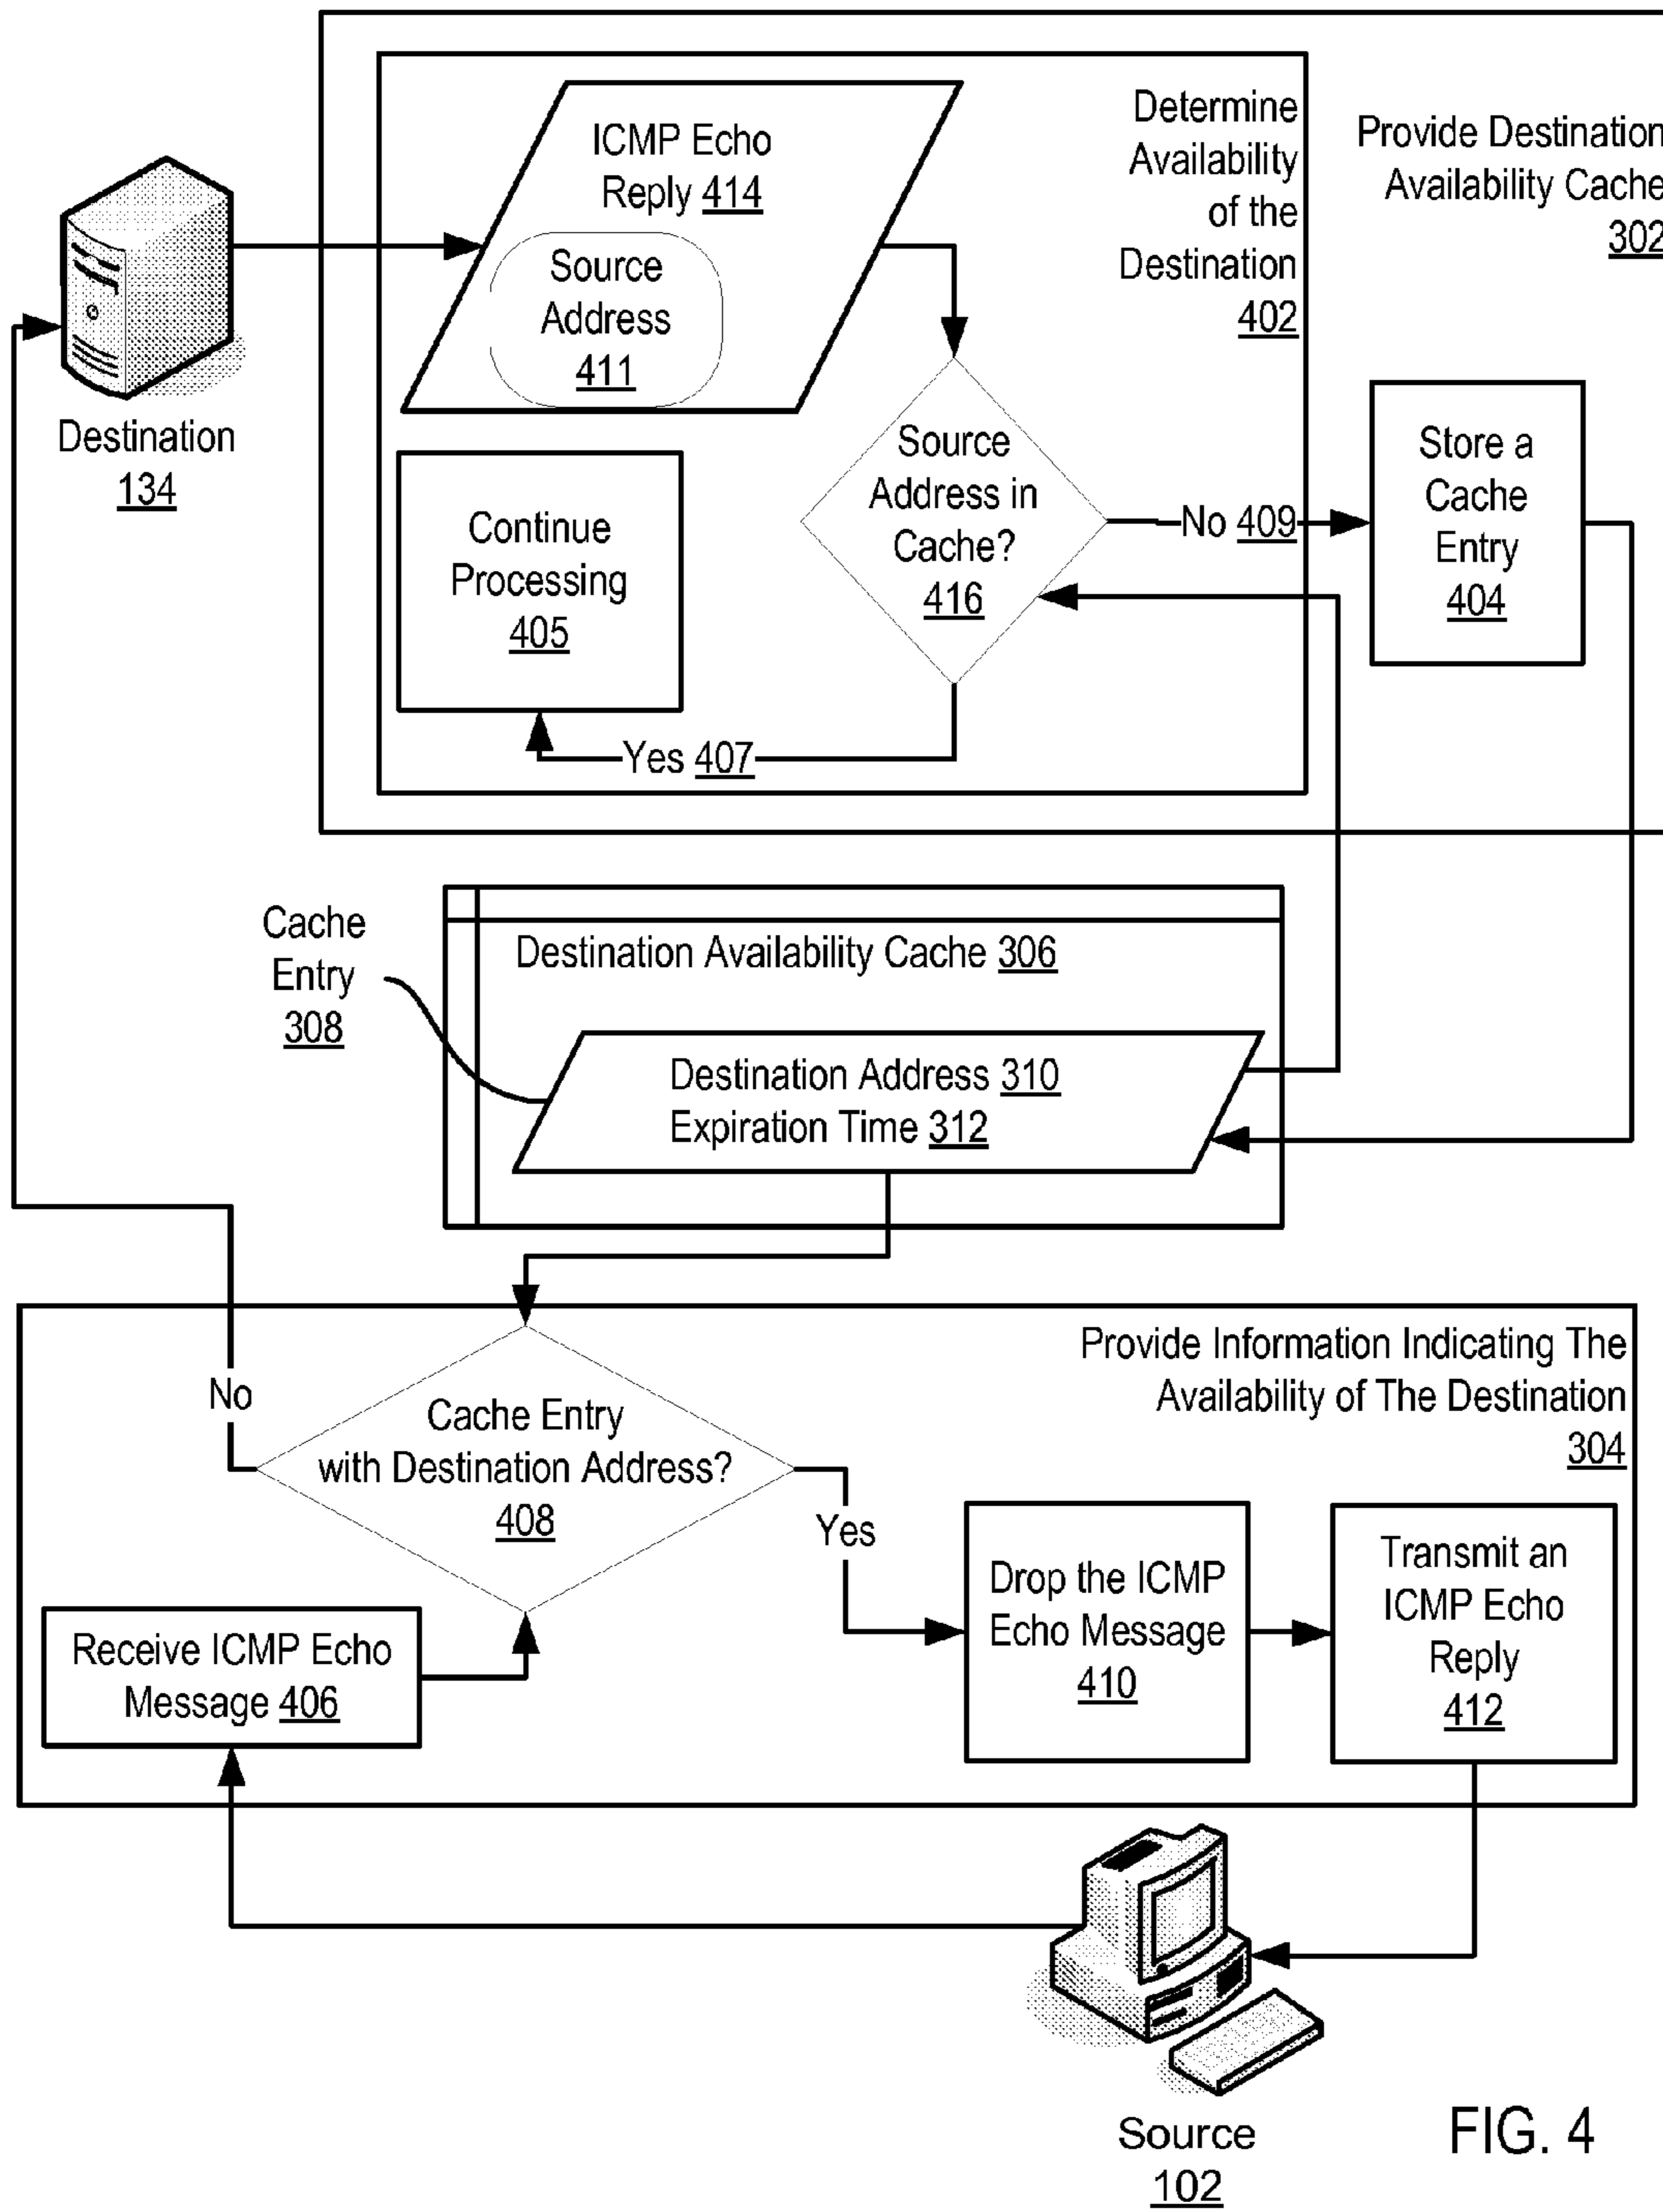 ICMP Echo
Reply 414
Source
Address
411
Determine
Availability
of the
Destination
402
Provide Destination
Availability Cache
302
Destination
134
Continue
Processing
405
Source
Address in
Cache?
416
No 409
Store a
Cache
Entry
404
Yes 407
Cache
Entry
308
Destination Availability Cache 306
Destination Address 310
Expiration Time 312
Provide Information Indicating The
Availability of The Destination
304
No
Cache Entry
with Destination Address?
408
Yes
Receive ICMP Echo
Message 406
Drop the ICMP
Echo Message
410
Transmit an
ICMP Echo
Reply
412
Source
102
FIG. 4